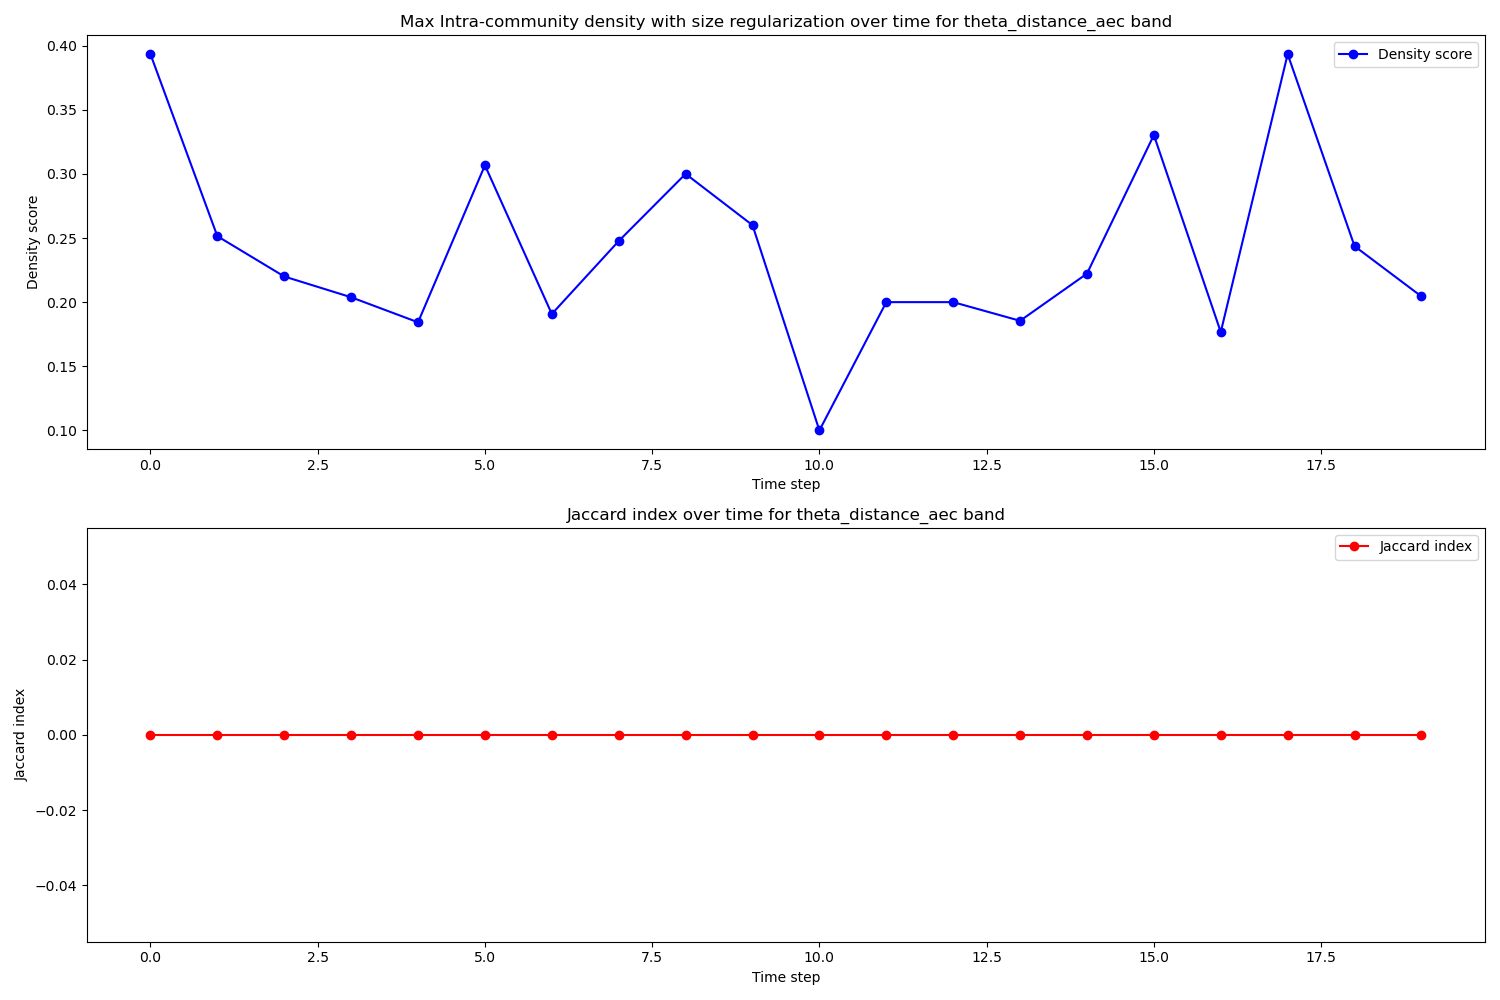 Max Intra-community density with size regularization over time for theta_distance_aec band
Density score
0.40
0.35
0.30
0.25
0.20
0.15
0.10
Density score
0.0 2.5 5.0 7.5 10.0 12.5 15.0 17.5
Time step
Jaccard index over time for theta_distance_aec band
Jaccard index
0.04
0.02
0.00
−0.02
−0.04
Jaccard index
0.0 2.5 5.0 7.5 10.0 12.5 15.0 17.5
Time step